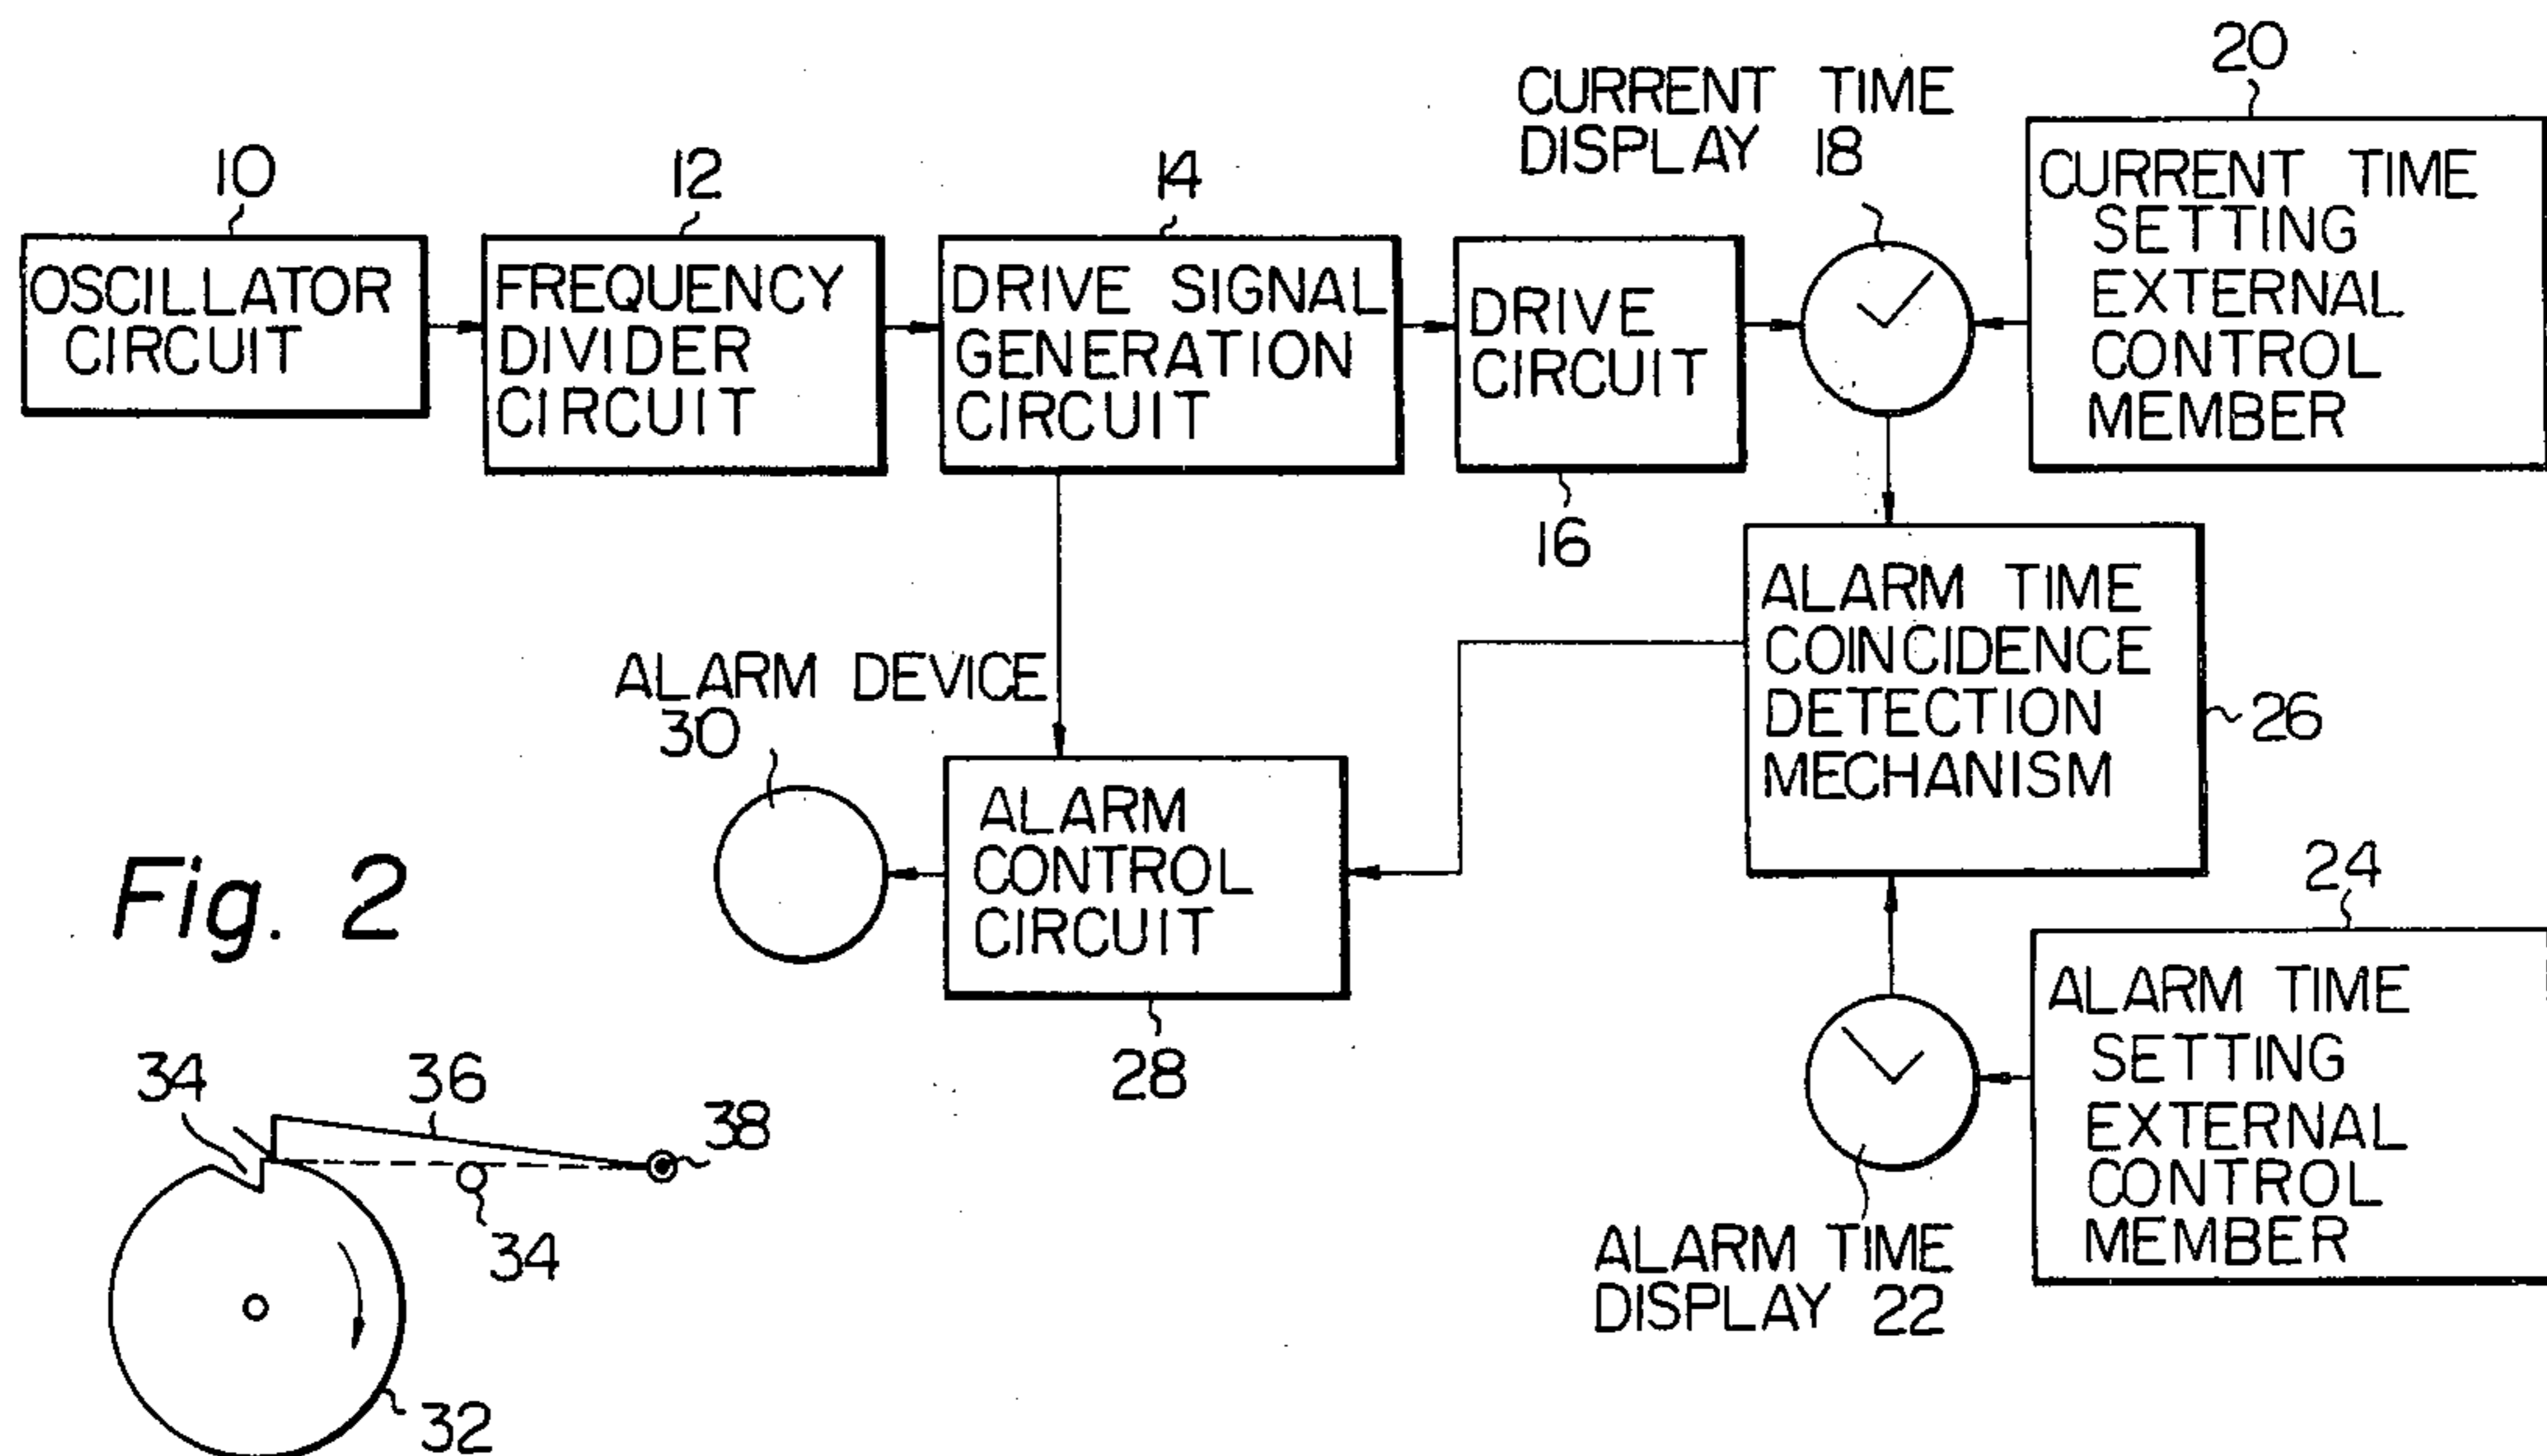 10
OSCILLATOR
CIRCUIT
12
FREQUENCY
DIVIDER
CIRCUIT
14
DRIVE SIGNAL
GENERATION
CIRCUIT
DRIVE
CIRCUIT
16
CURRENT TIME
DISPLAY 18
20
CURRENT TIME
SETTING
EXTERNAL
CONTROL
MEMBER
ALARM TIME
COINCIDENCE
DETECTION
MECHANISM
26
ALARM DEVICE
30
ALARM
CONTROL
CIRCUIT
28
24
ALARM TIME
SETTING
EXTERNAL
CONTROL
MEMBER
ALARM TIME
DISPLAY 22
Fig. 2
34
36
38
34
32